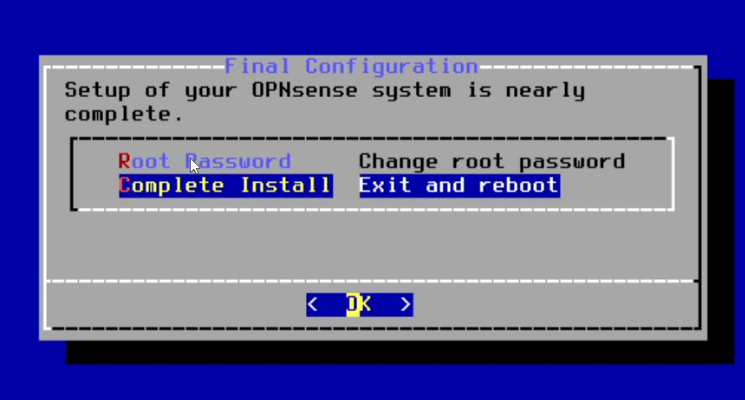 Final Configuration
Setup of your OPNsense system is nearly
complete.
Root Password Change root password
Complete Install Exit and reboot
< OK >